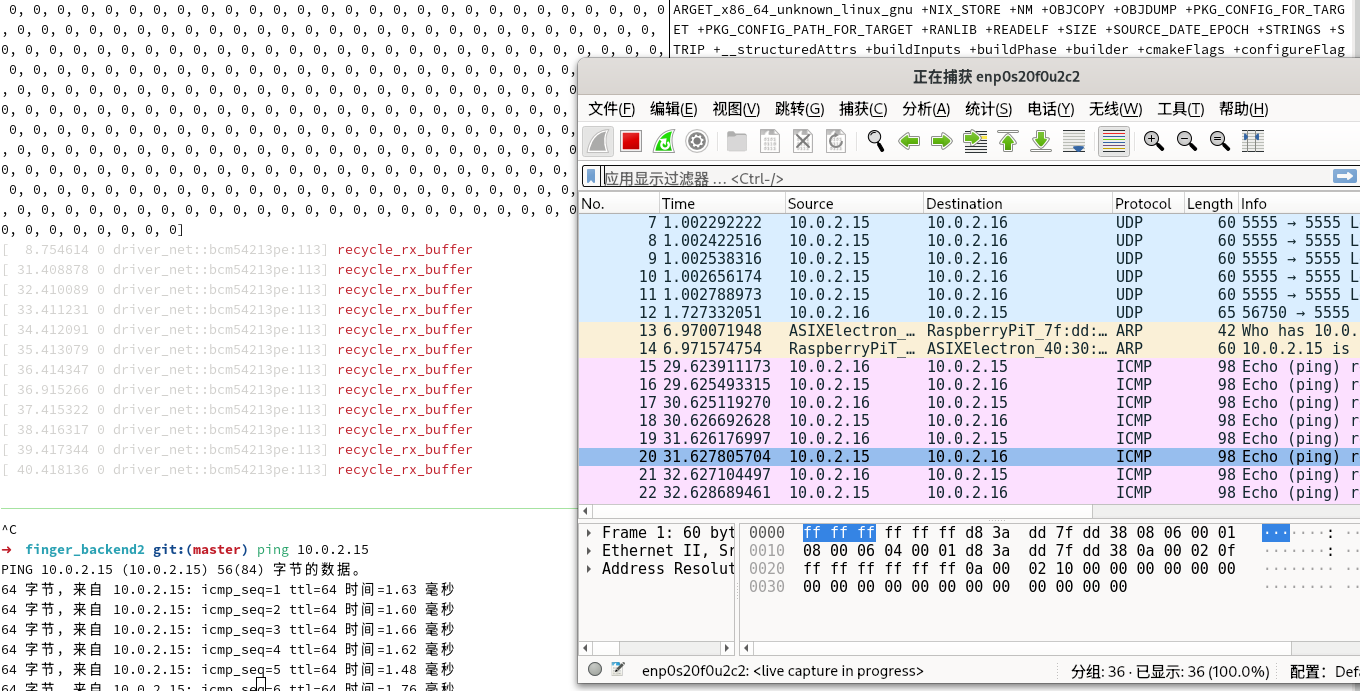 0, 0, 0, 0, 0, 0, 0, 0, 0, 0, 0, 0, 0, 0, 0, 0, 0, 0, 0, 0, 0, 0, 0, 0, 0, 0, 0
, 0, 0, 0, 0, 0, 0, 0, 0, 0, 0, 0, 0, 0, 0, 0, 0, 0, 0, 0, 0, 0, 0, 0, 0, 0, 0,
0, 0, 0, 0, 0, 0, 0, 0, 0, 0, 0, 0, 0, 0, 0, 0, 0, 0, 0, 0, 0, 0, 0, 0, 0, 0, 0,
0, 0, 0, 0, 0, 0, 0, 0, 0, 0, 0, 0, 0, 0, 0, 0, 0, 0, 0, 0, 0, 0, 0, 0
, 0, 0, 0, 0, 0, 0, 0, 0, 0, 0, 0, 0, 0, 0, 0, 0, 0, 0, 0, 0, 0, 0, 0, 0
0, 0, 0, 0, 0, 0, 0, 0, 0, 0, 0, 0, 0, 0, 0, 0, 0, 0, 0, 0, 0, 0, 0, 0,
0, 0, 0, 0, 0, 0, 0, 0, 0, 0, 0, 0, 0, 0, 0, 0, 0, 0, 0, 0, 0, 0, 0, 0
, 0, 0, 0, 0, 0, 0, 0, 0, 0, 0, 0, 0, 0, 0, 0, 0, 0, 0, 0, 0, 0, 0, 0, 0
0, 0, 0, 0, 0, 0, 0, 0, 0, 0, 0, 0, 0, 0, 0, 0, 0, 0, 0, 0, 0, 0, 0, 0,
0, 0, 0, 0, 0, 0, 0, 0, 0, 0, 0, 0, 0, 0, 0, 0, 0, 0, 0, 0, 0, 0, 0, 0
, 0, 0, 0, 0, 0, 0, 0, 0, 0, 0, 0, 0, 0, 0, 0, 0, 0, 0, 0, 0, 0, 0, 0, 0
0, 0, 0, 0, 0, 0, 0, 0]
[  8.754614 0 driver_net::bcm54213pe:113] recycle_rx_buffer
[ 31.408878 0 driver_net::bcm54213pe:113] recycle_rx_buffer
[ 32.410089 0 driver_net::bcm54213pe:113] recycle_rx_buffer
[ 33.411231 0 driver_net::bcm54213pe:113] recycle_rx_buffer
[ 34.412091 0 driver_net::bcm54213pe:113] recycle_rx_buffer
[ 35.413079 0 driver_net::bcm54213pe:113] recycle_rx_buffer
[ 36.414347 0 driver_net::bcm54213pe:113] recycle_rx_buffer
[ 36.915266 0 driver_net::bcm54213pe:113] recycle_rx_buffer
[ 37.415322 0 driver_net::bcm54213pe:113] recycle_rx_buffer
[ 38.416317 0 driver_net::bcm54213pe:113] recycle_rx_buffer
[ 39.417344 0 driver_net::bcm54213pe:113] recycle_rx_buffer
[ 40.418136 0 driver_net::bcm54213pe:113] recycle_rx_buffer
^C
➜ finger_backend2 git:(master) ping 10.0.2.15
PING 10.0.2.15 (10.0.2.15) 56(84) 字节的数据。
64 字节，来自 10.0.2.15: icmp_seq=1 ttl=64 时间=1.63 毫秒
64 字节，来自 10.0.2.15: icmp_seq=2 ttl=64 时间=1.60 毫秒
64 字节，来自 10.0.2.15: icmp_seq=3 ttl=64 时间=1.66 毫秒
64 字节，来自 10.0.2.15: icmp_seq=4 ttl=64 时间=1.62 毫秒
64 字节，来自 10.0.2.15: icmp_seq=5 ttl=64 时间=1.48 毫秒
64 字节，来自 10.0.2.15: icmp_seq=6 ttl=64 时间=1.76 毫秒
ARGET_x86_64_unknown_linux_gnu +NIX_STORE +NM +OBJCOPY +OBJDUMP +PKG_CONFIG_FOR_TARG
ET +PKG_CONFIG_PATH_FOR_TARGET +RANLIB +READELF +SIZE +SOURCE_DATE_EPOCH +STRINGS +S
TRIP +__structuredAttrs +buildInputs +buildPhase +builder +cmakeFlags +configureFlag
正在捕获 enp0s20f0u2c2
文件(F) 编辑(E) 视图(V) 跳转(G) 捕获(C) 分析(A) 统计(S) 电话(Y) 无线(W) 工具(T) 帮助(H)
应用显示过滤器 … <Ctrl-/>
No. Time Source Destination Protocol Length Info
7 1.002292222 10.0.2.15 10.0.2.16 UDP 60 5555 → 5555 L
8 1.002422516 10.0.2.15 10.0.2.16 UDP 60 5555 → 5555 L
9 1.002538316 10.0.2.15 10.0.2.16 UDP 60 5555 → 5555 L
10 1.002656174 10.0.2.15 10.0.2.16 UDP 60 5555 → 5555 L
11 1.002788973 10.0.2.15 10.0.2.16 UDP 60 5555 → 5555 L
12 1.727332051 10.0.2.15 10.0.2.16 UDP 65 56750 → 5555
13 6.970071948 ASIXElectron_… RaspberryPiT_7f:dd:… ARP 42 Who has 10.0.
14 6.971574754 RaspberryPiT_… ASIXElectron_40:30:… ARP 60 10.0.2.15 is
15 29.623911173 10.0.2.16 10.0.2.15 ICMP 98 Echo (ping) r
16 29.625493315 10.0.2.15 10.0.2.16 ICMP 98 Echo (ping) r
17 30.625119270 10.0.2.16 10.0.2.15 ICMP 98 Echo (ping) r
18 30.626692628 10.0.2.15 10.0.2.16 ICMP 98 Echo (ping) r
19 31.626176997 10.0.2.16 10.0.2.15 ICMP 98 Echo (ping) r
20 31.627805704 10.0.2.15 10.0.2.16 ICMP 98 Echo (ping) r
21 32.627104497 10.0.2.16 10.0.2.15 ICMP 98 Echo (ping) r
22 32.628689461 10.0.2.15 10.0.2.16 ICMP 98 Echo (ping) r
Frame 1: 60 byt
Ethernet II, Sr
Address Resolut
0000 ff ff ff ff ff ff d8 3a dd 7f dd 38 08 06 00 01 ·······:
0010 08 00 06 04 00 01 d8 3a dd 7f dd 38 0a 00 02 0f ·······:
0020 ff ff ff ff ff ff 0a 00 02 10 00 00 00 00 00 00 ········
0030 00 00 00 00 00 00 00 00 00 00 00 00 ········
enp0s20f0u2c2: <live capture in progress>
分组: 36 · 已显示: 36 (100.0%)
配置： Def